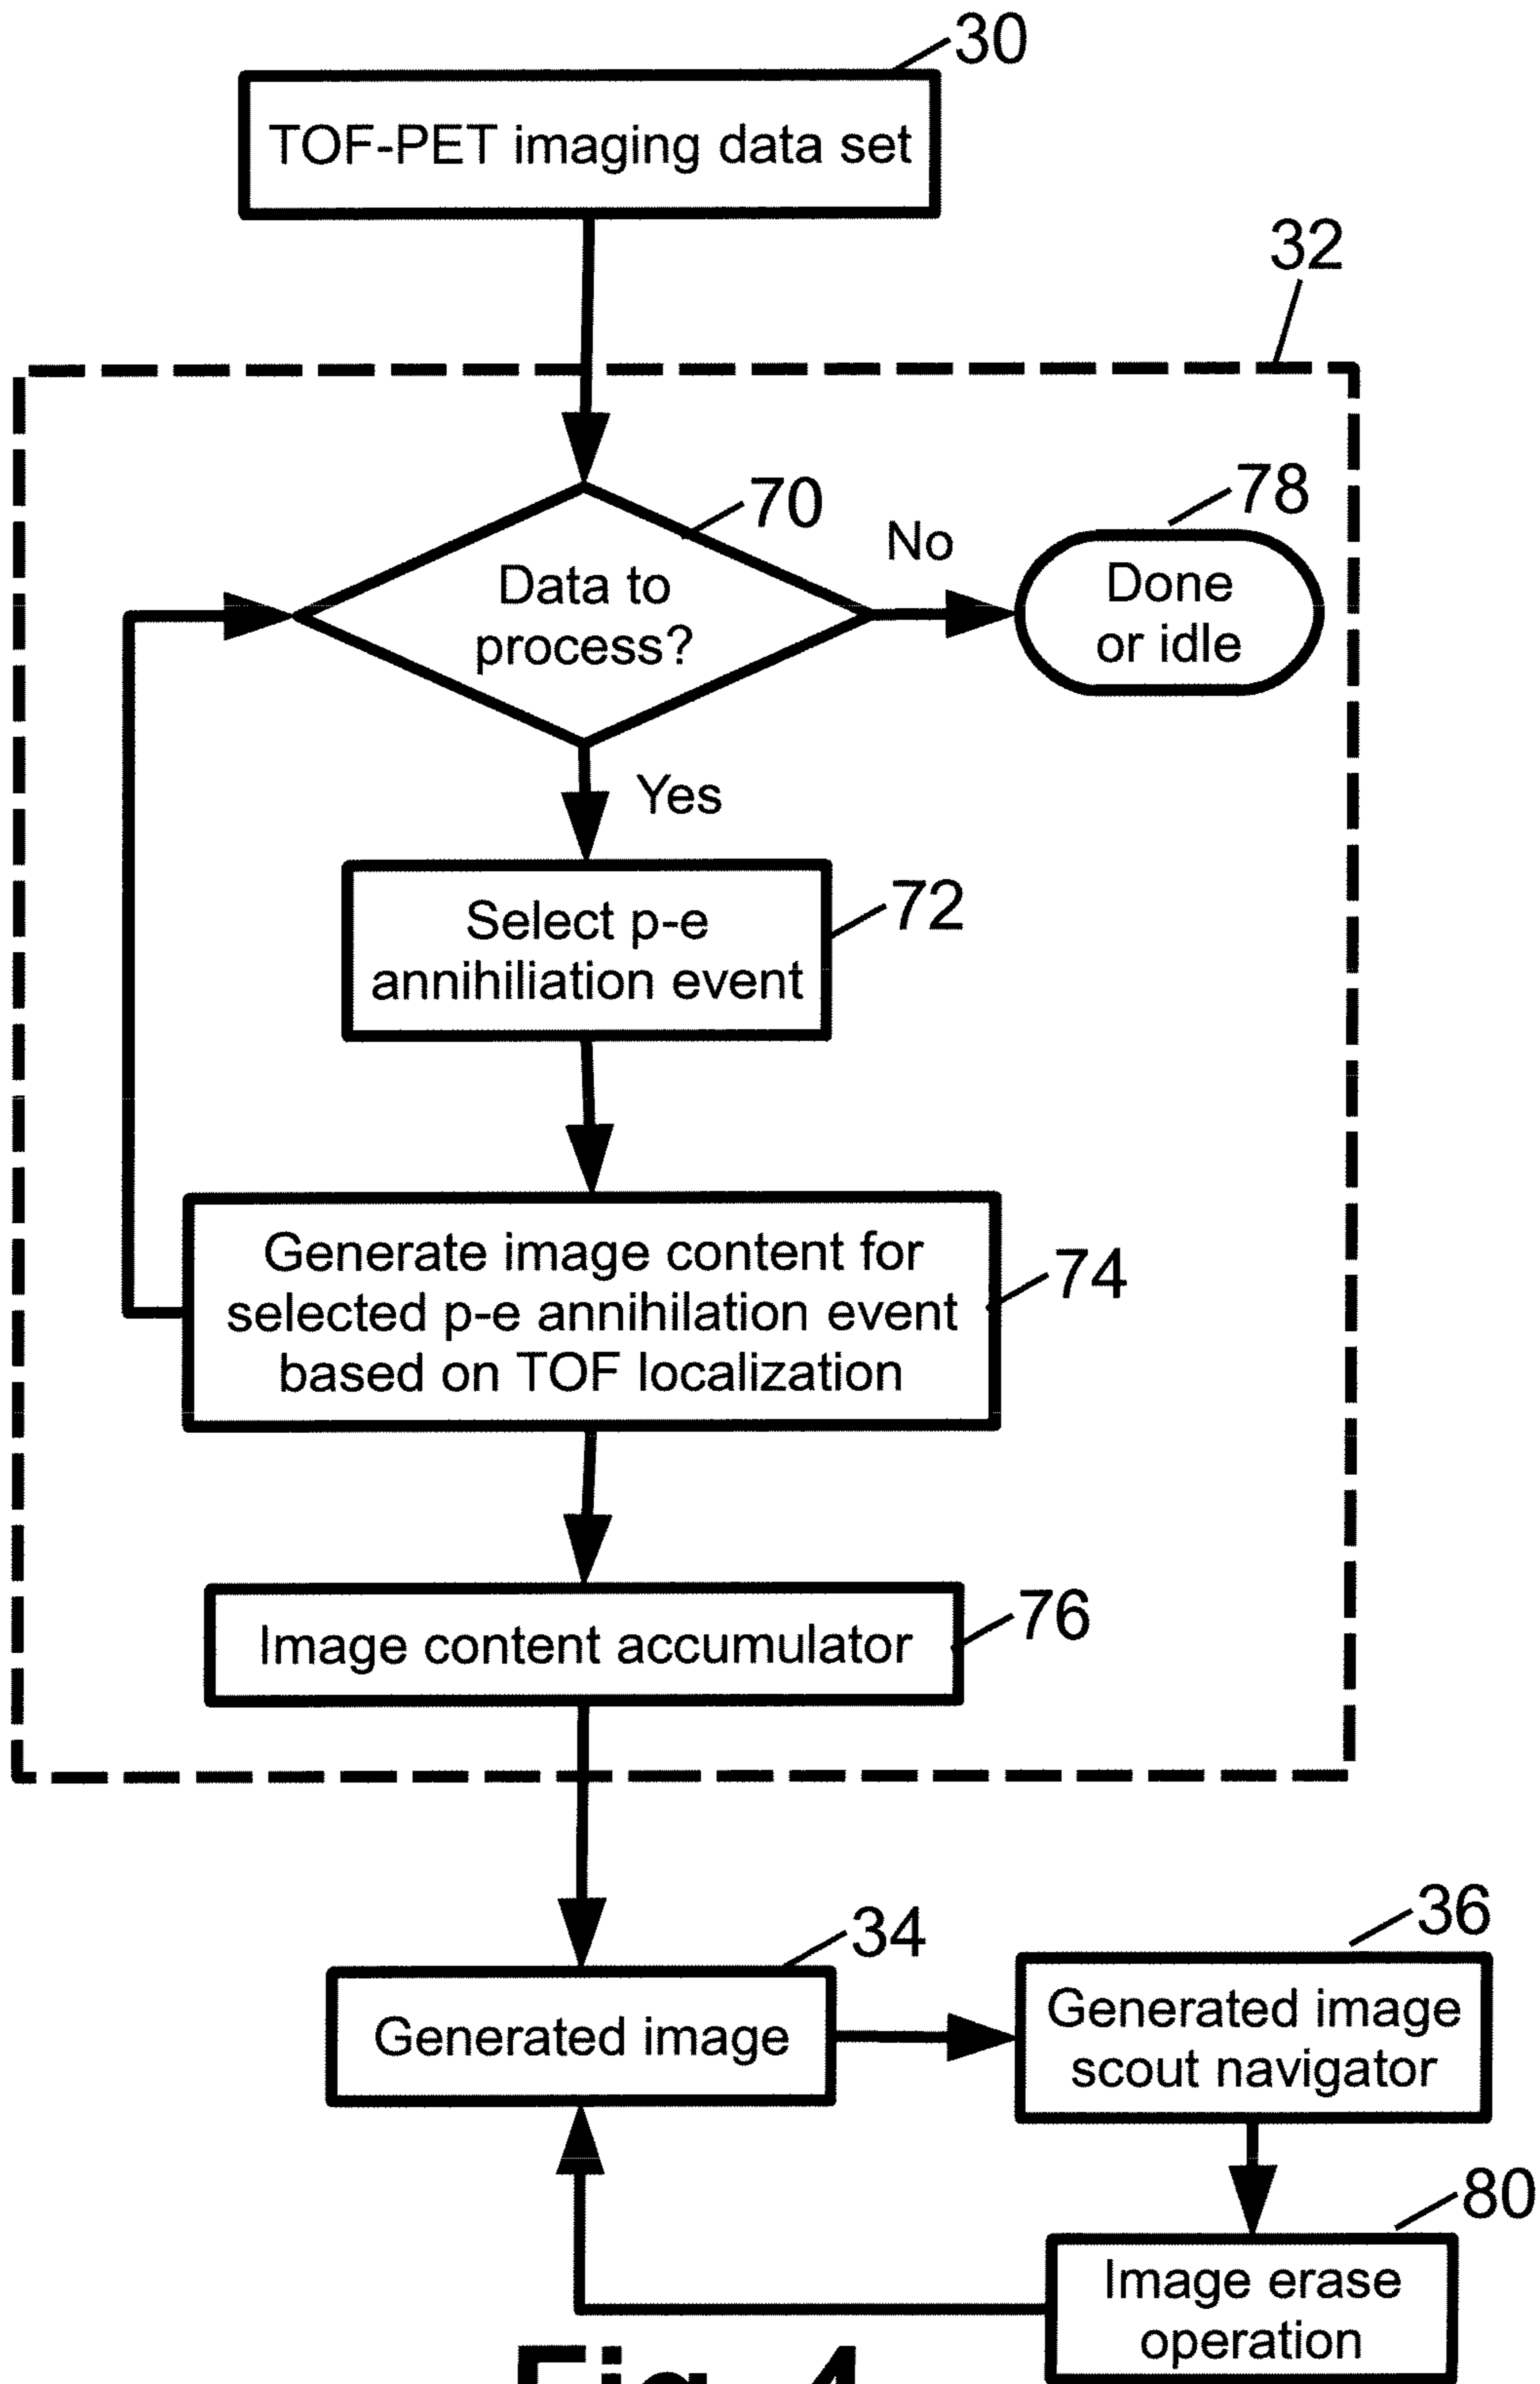 30
TOF-PET imaging data set
32
70
Data to
process?
No
78
Done
or idle
Yes
Select p-e
annihiliation event
72
Generate image content for
selected p-e annihilation event
based on TOF localization
74
Image content accumulator
76
34
Generated image
36
Generated image
scout navigator
80
Image erase
operation
Fig. 4